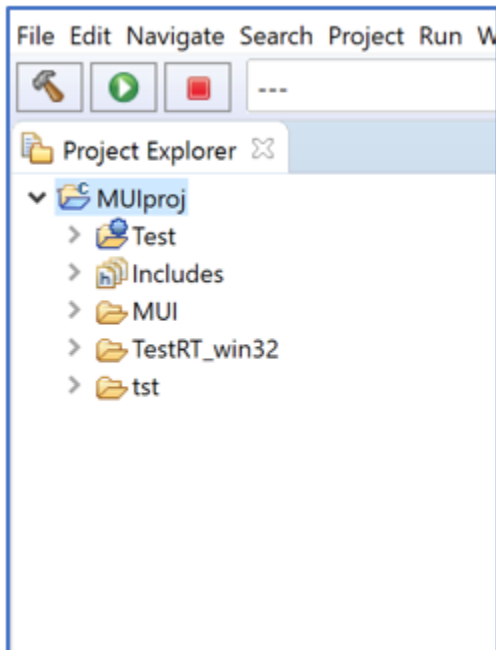 File Edit Navigate Search Project Run W
---
Project Explorer
MUIproj
Test
Includes
MUI
TestRT_win32
tst